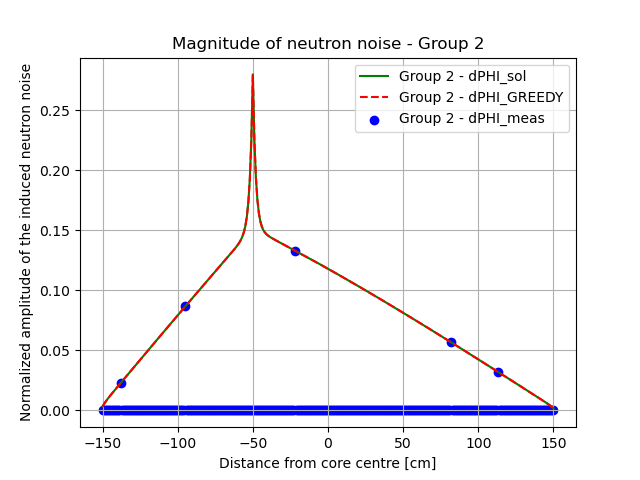 Magnitude of neutron noise - Group 2
Normalized amplitude of the induced neutron noise
0.25
0.20
0.15
0.10
0.05
0.00
Group 2 - dPHI_sol
Group 2 - dPHI_GREEDY
Group 2 - dPHI_meas
−150 −100 −50 0 50 100 150
Distance from core centre [cm]